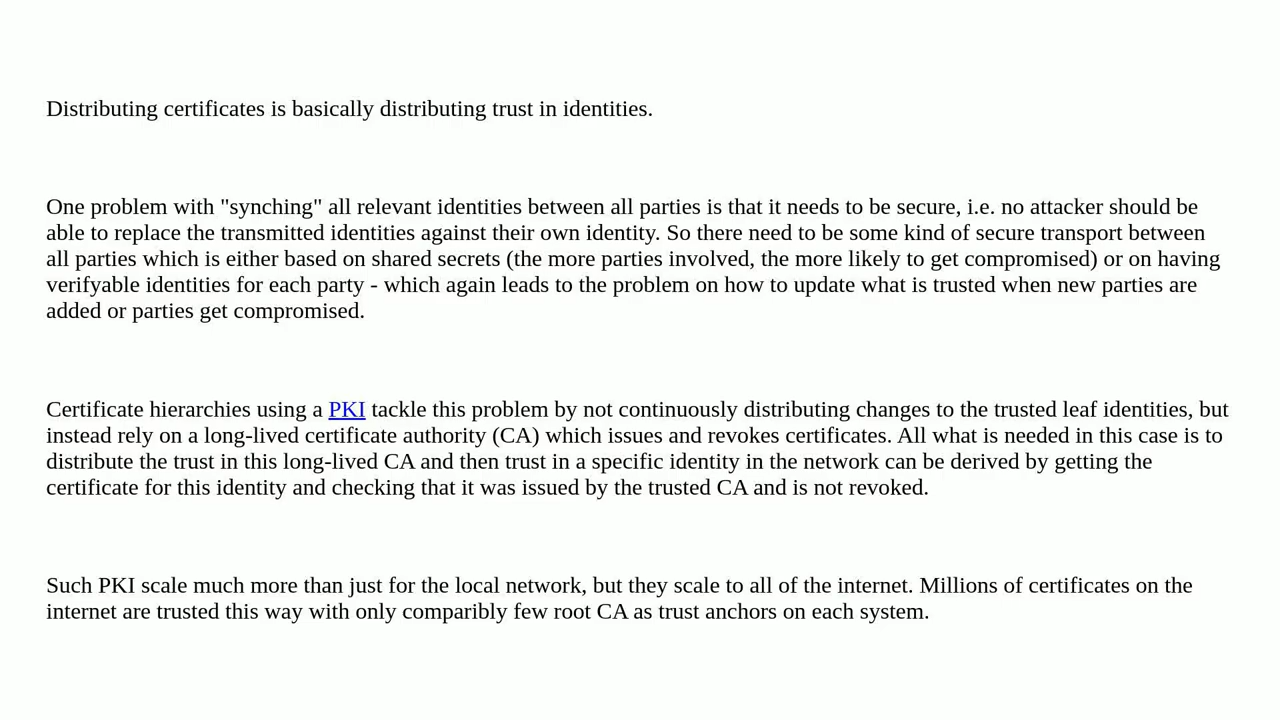 Distributing certificates is basically distributing trust in identities.
One problem with "synching" all relevant identities between all parties is that it needs to be secure, i.e. no attacker should be
able to replace the transmitted identities against their own identity. So there need to be some kind of secure transport between
all parties which is either based on shared secrets (the more parties involved, the more likely to get compromised) or on having
verifyable identities for each party - which again leads to the problem on how to update what is trusted when new parties are
added or parties get compromised.
Certificate hierarchies using a PKI tackle this problem by not continuously distributing changes to the trusted leaf identities, but
instead rely on a long-lived certificate authority (CA) which issues and revokes certificates. All what is needed in this case is to
distribute the trust in this long-lived CA and then trust in a specific identity in the network can be derived by getting the
certificate for this identity and checking that it was issued by the trusted CA and is not revoked.
Such PKI scale much more than just for the local network, but they scale to all of the internet. Millions of certificates on the
internet are trusted this way with only comparibly few root CA as trust anchors on each system.